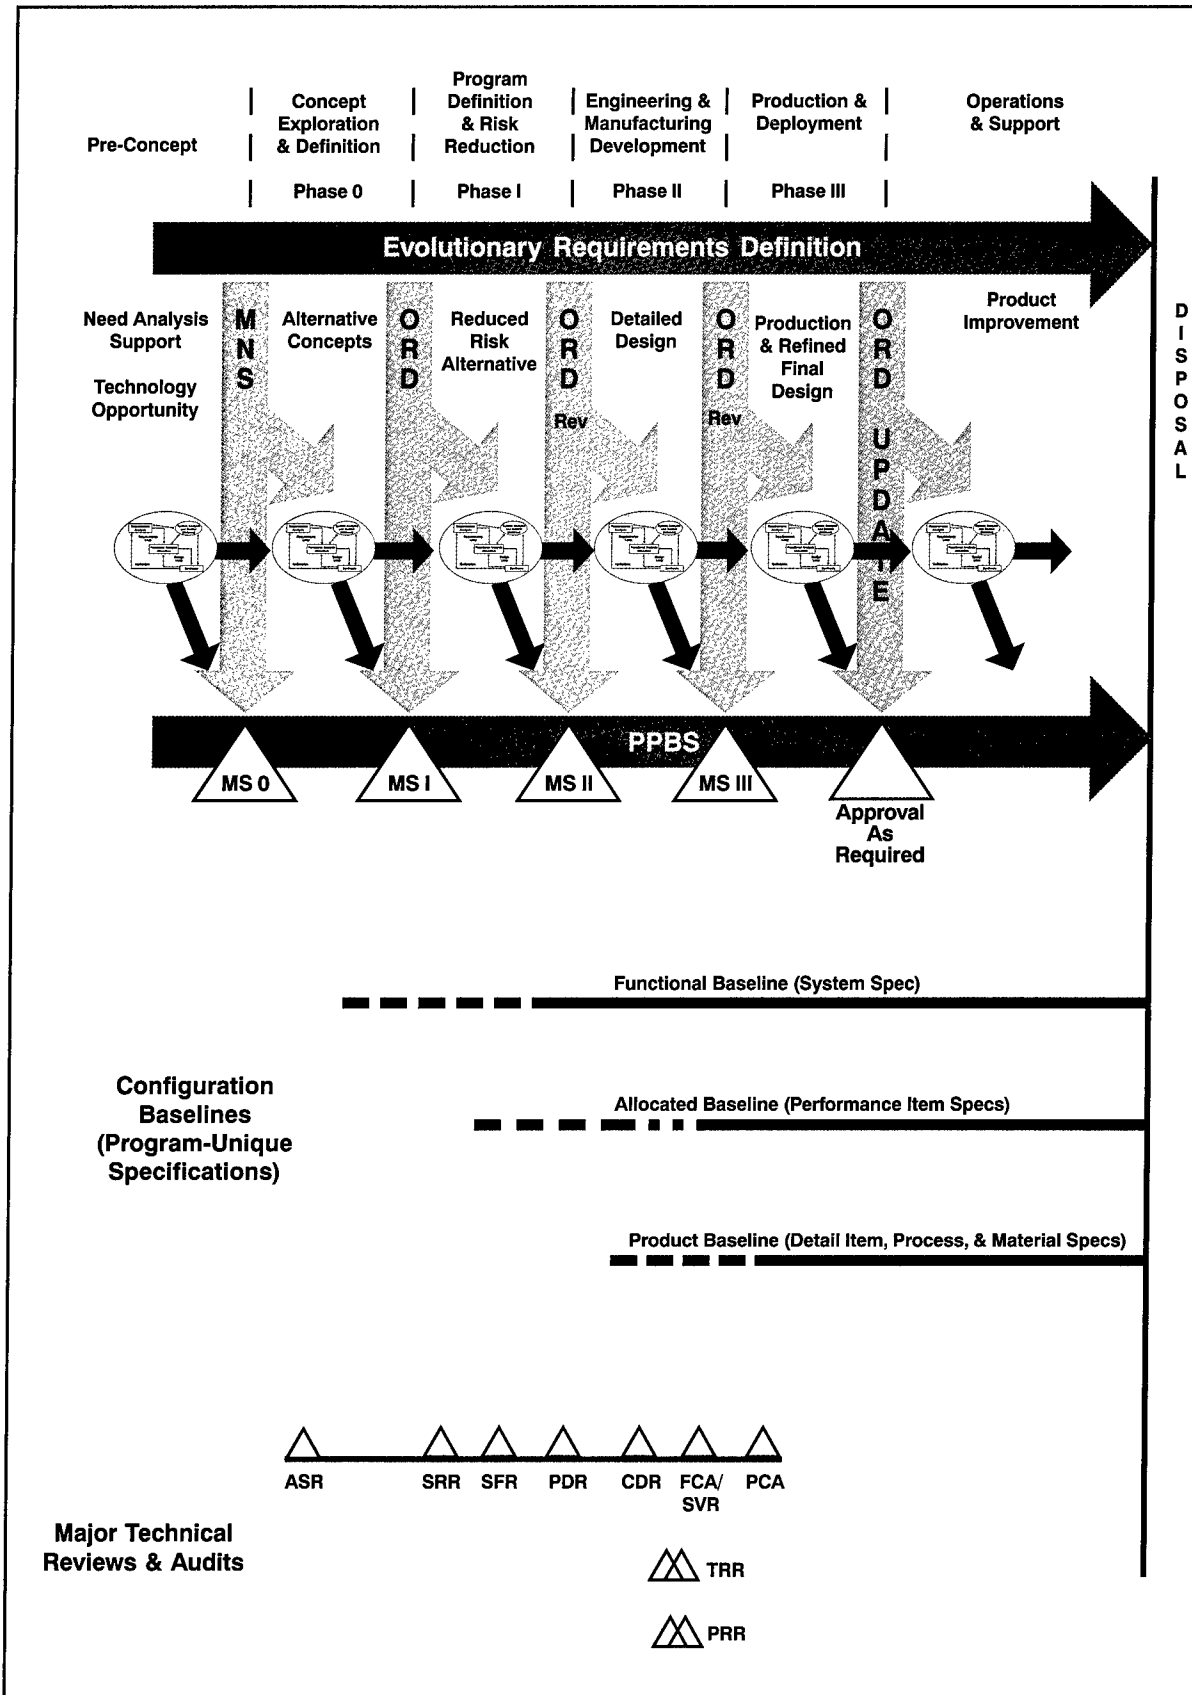 Pre-Concept
Concept
Exploration
& Definition
Program
Definition
& Risk
Reduction
Engineering &
Manufacturing
Development
Production &
Deployment
Operations
& Support
Phase 0
Phase I
Phase II
Phase III
Evolutionary Requirements Definition
Need Analysis
Support
Technology
Opportunity
MNS
Alternative
Concepts
ORD
Reduced
Risk
Alternative
ORD
Rev
Detailed
Design
ORD
Rev
Production
& Refined
Final
Design
ORD UPDATE
Product
Improvement
DISPOSAL
PPBS
MS 0
MS I
MS II
MS III
Approval
As
Required
Functional Baseline (System Spec)
Configuration
Baselines
(Program-Unique
Specifications)
Allocated Baseline (Performance Item Specs)
Product Baseline (Detail Item, Process, & Material Specs)
ASR
SRR
SFR
PDR
CDR
FCA/
SVR
PCA
Major Technical
Reviews & Audits
TRR
PRR